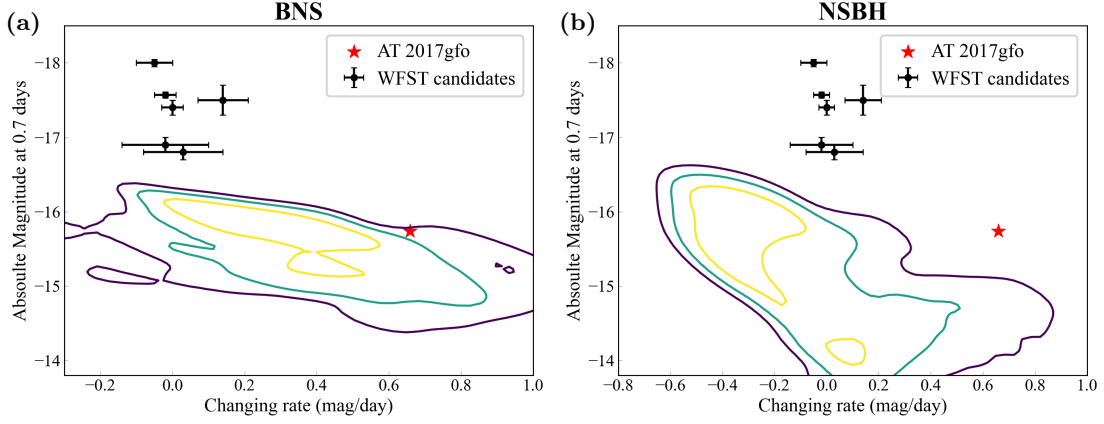 (a)
BNS
AT 2017gfo
WFST candidates
Absoulte Magnitude at 0.7 days
−18
−17
−16
−15
−14
−0.2
0.0
0.2
0.4
0.6
0.8
1.0
Changing rate (mag/day)
(b)
NSBH
AT 2017gfo
WFST candidates
Absoulte Magnitude at 0.7 days
−18
−17
−16
−15
−14
−0.8
−0.6
−0.4
−0.2
0.0
0.2
0.4
0.6
0.8
1.0
Changing rate (mag/day)